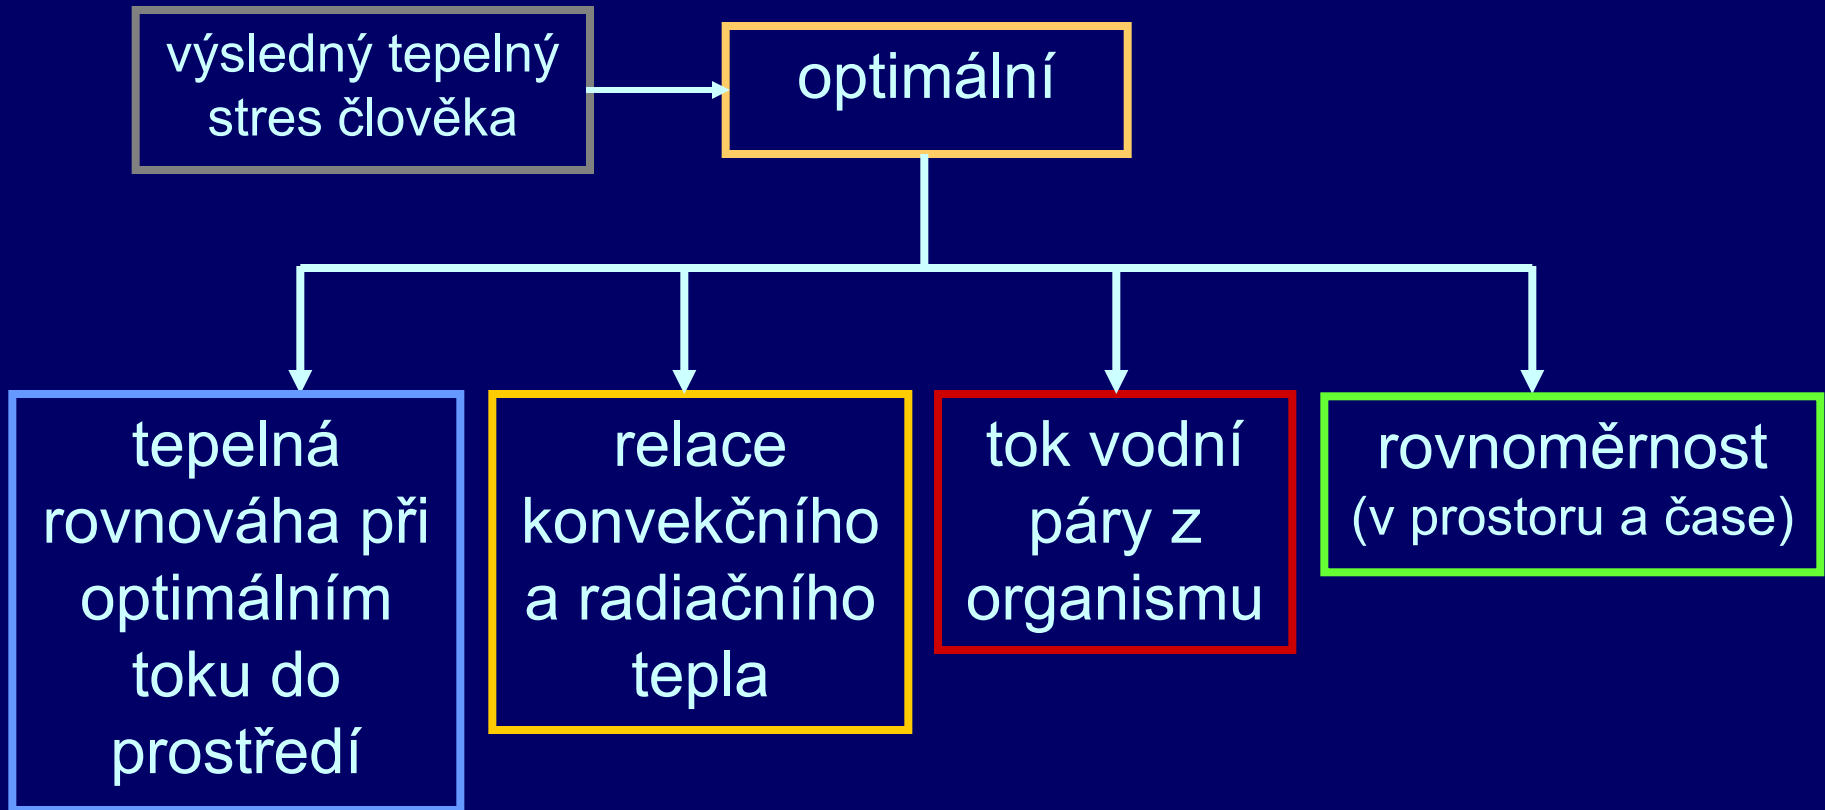 výsledný tepelný
stres člověka
optimální
tepelná
rovnováha při
optimálním
toku do
prostředí
relace
konvekčního
a radiačního
tepla
tok vodní
páry z
organismu
rovnoměrnost
(v prostoru a čase)